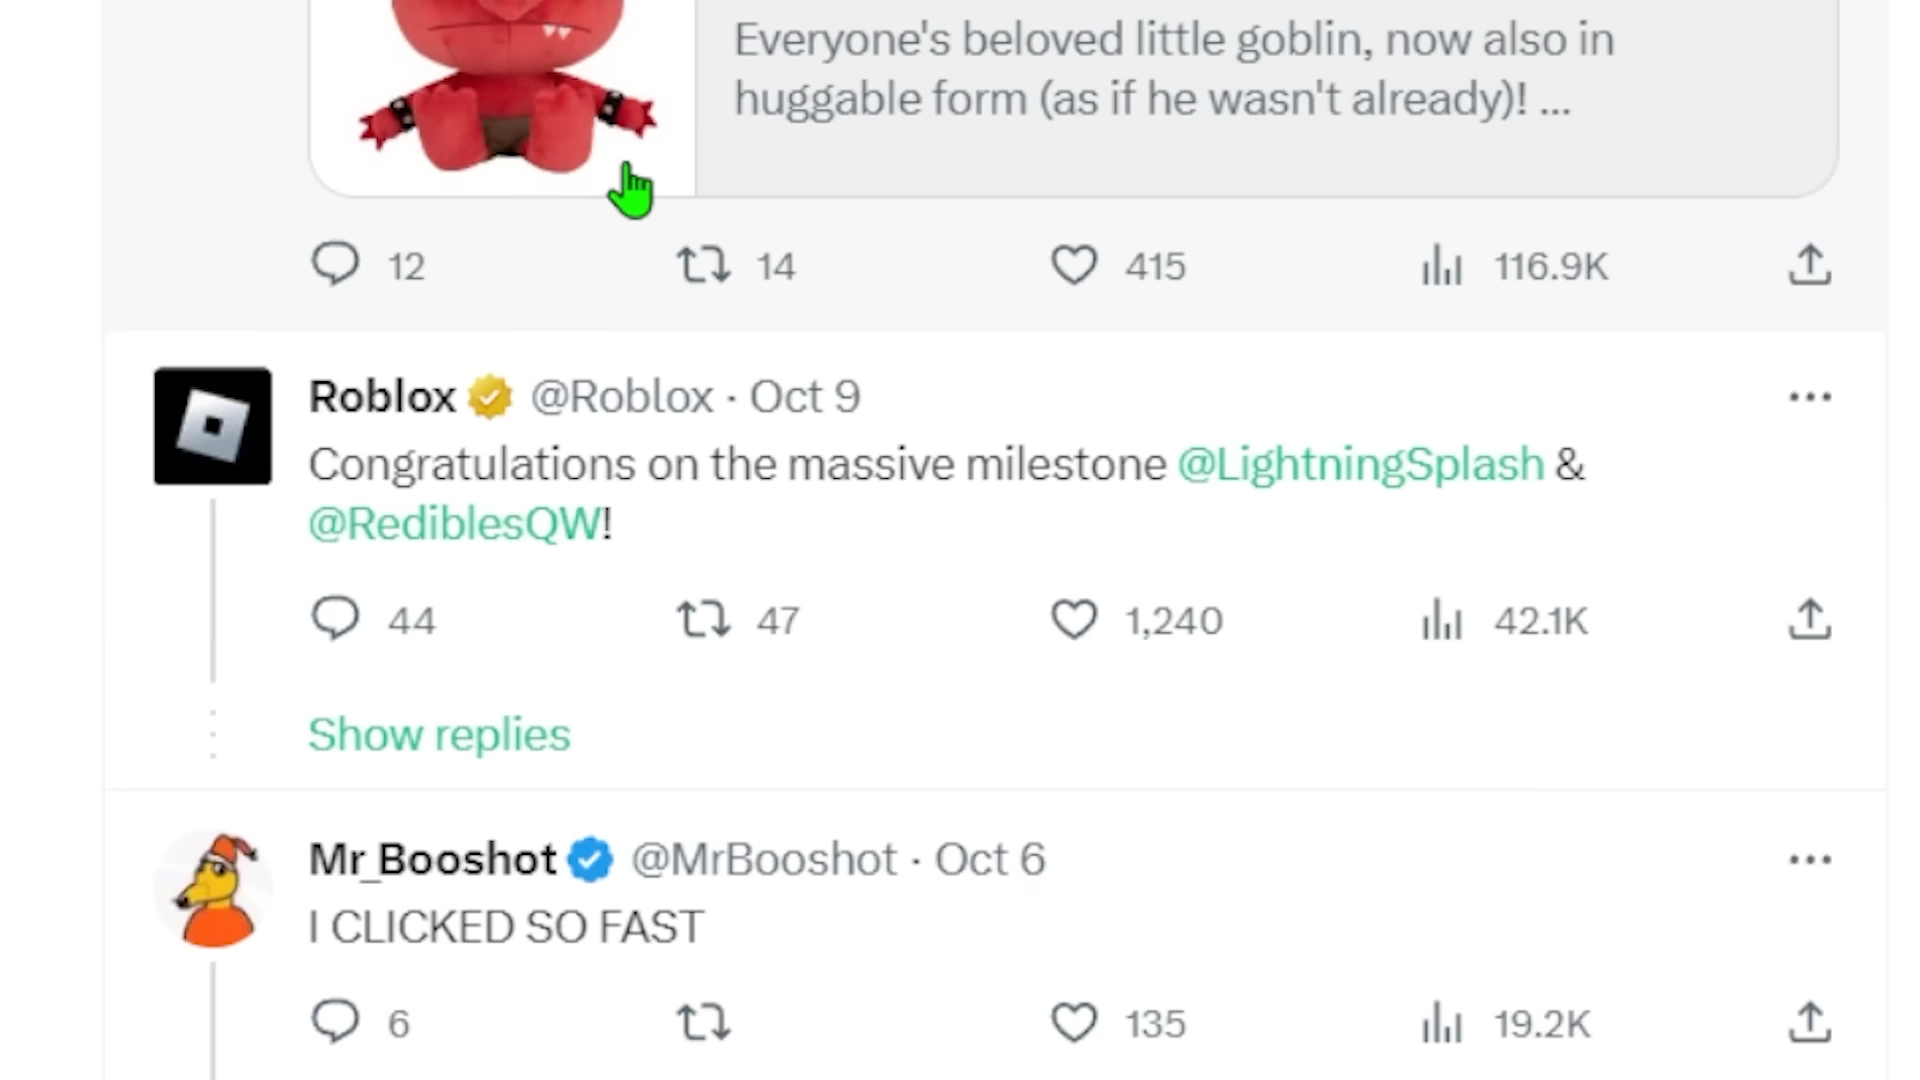 Everyone's beloved little goblin, now also in
huggable form (as if he wasn't already)! ...
12 14 415 116.9K
Roblox @Roblox · Oct 9
Congratulations on the massive milestone @LightningSplash &
@RediblesQW!
44 47 1,240 42.1K
Show replies
Mr_Booshot @MrBooshot · Oct 6
I CLICKED SO FAST
6 135 19.2K